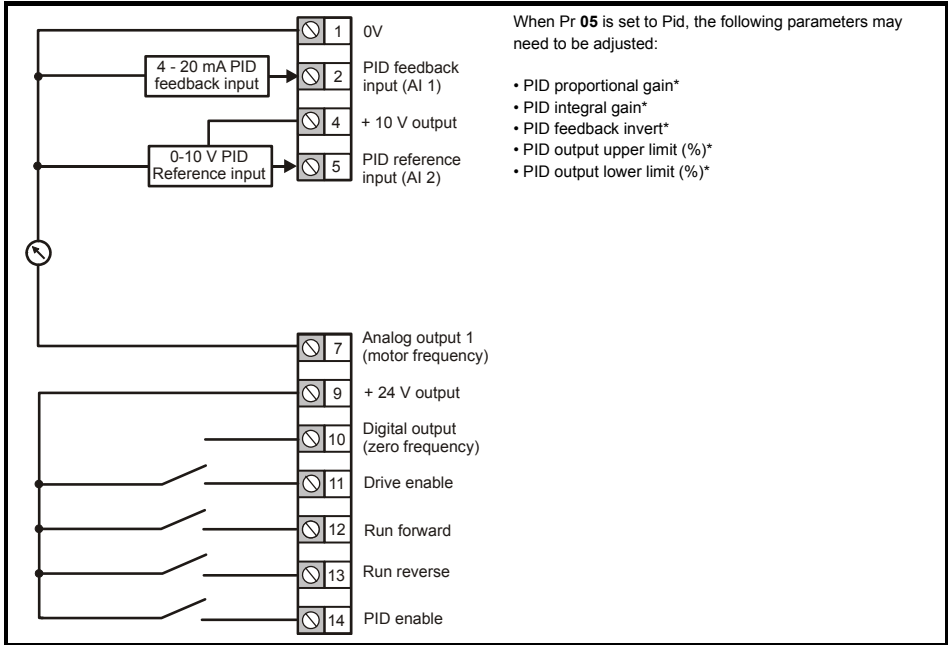 When Pr 05 is set to Pid, the following parameters may
need to be adjusted:
• PID proportional gain*
• PID integral gain*
• PID feedback invert*
• PID output upper limit (%)*
• PID output lower limit (%)*
1 0V
4 - 20 mA PID
feedback input
2 PID feedback
input (AI 1)
4 + 10 V output
0-10 V PID
Reference input
5 PID reference
input (AI 2)
7 Analog output 1
(motor frequency)
9 + 24 V output
10 Digital output
(zero frequency)
11 Drive enable
12 Run forward
13 Run reverse
14 PID enable